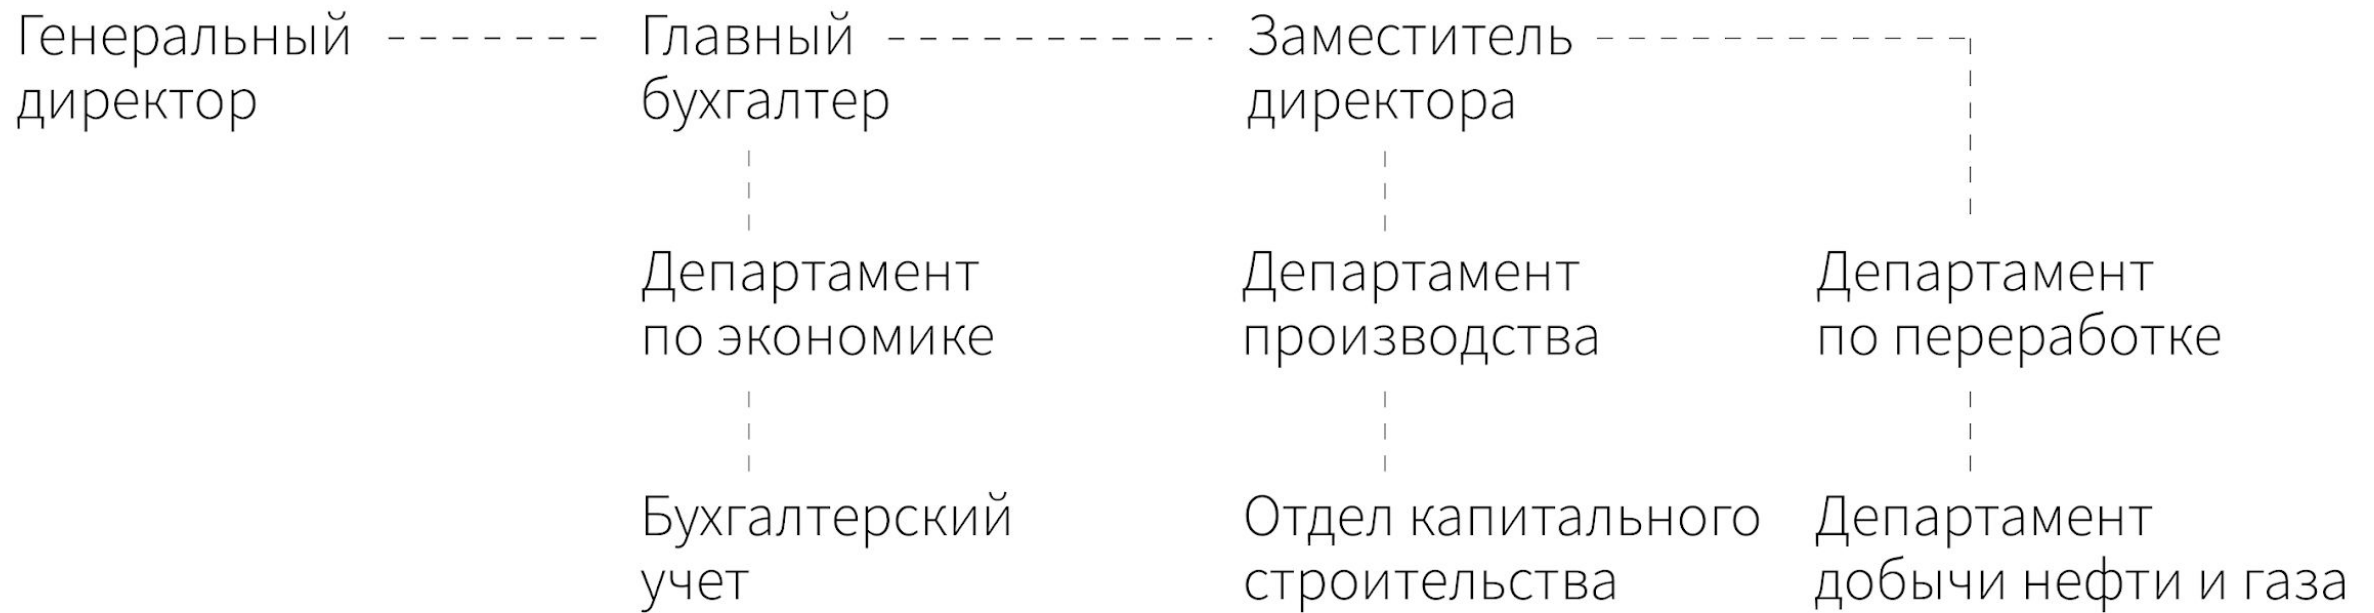 Генеральный
директор
Главный
бухгалтер
Заместитель
директора
Департамент
по экономике
Департамент
производства
Департамент
по переработке
Бухгалтерский
учет
Отдел капитального
строительства
Департамент
добычи нефти и газа